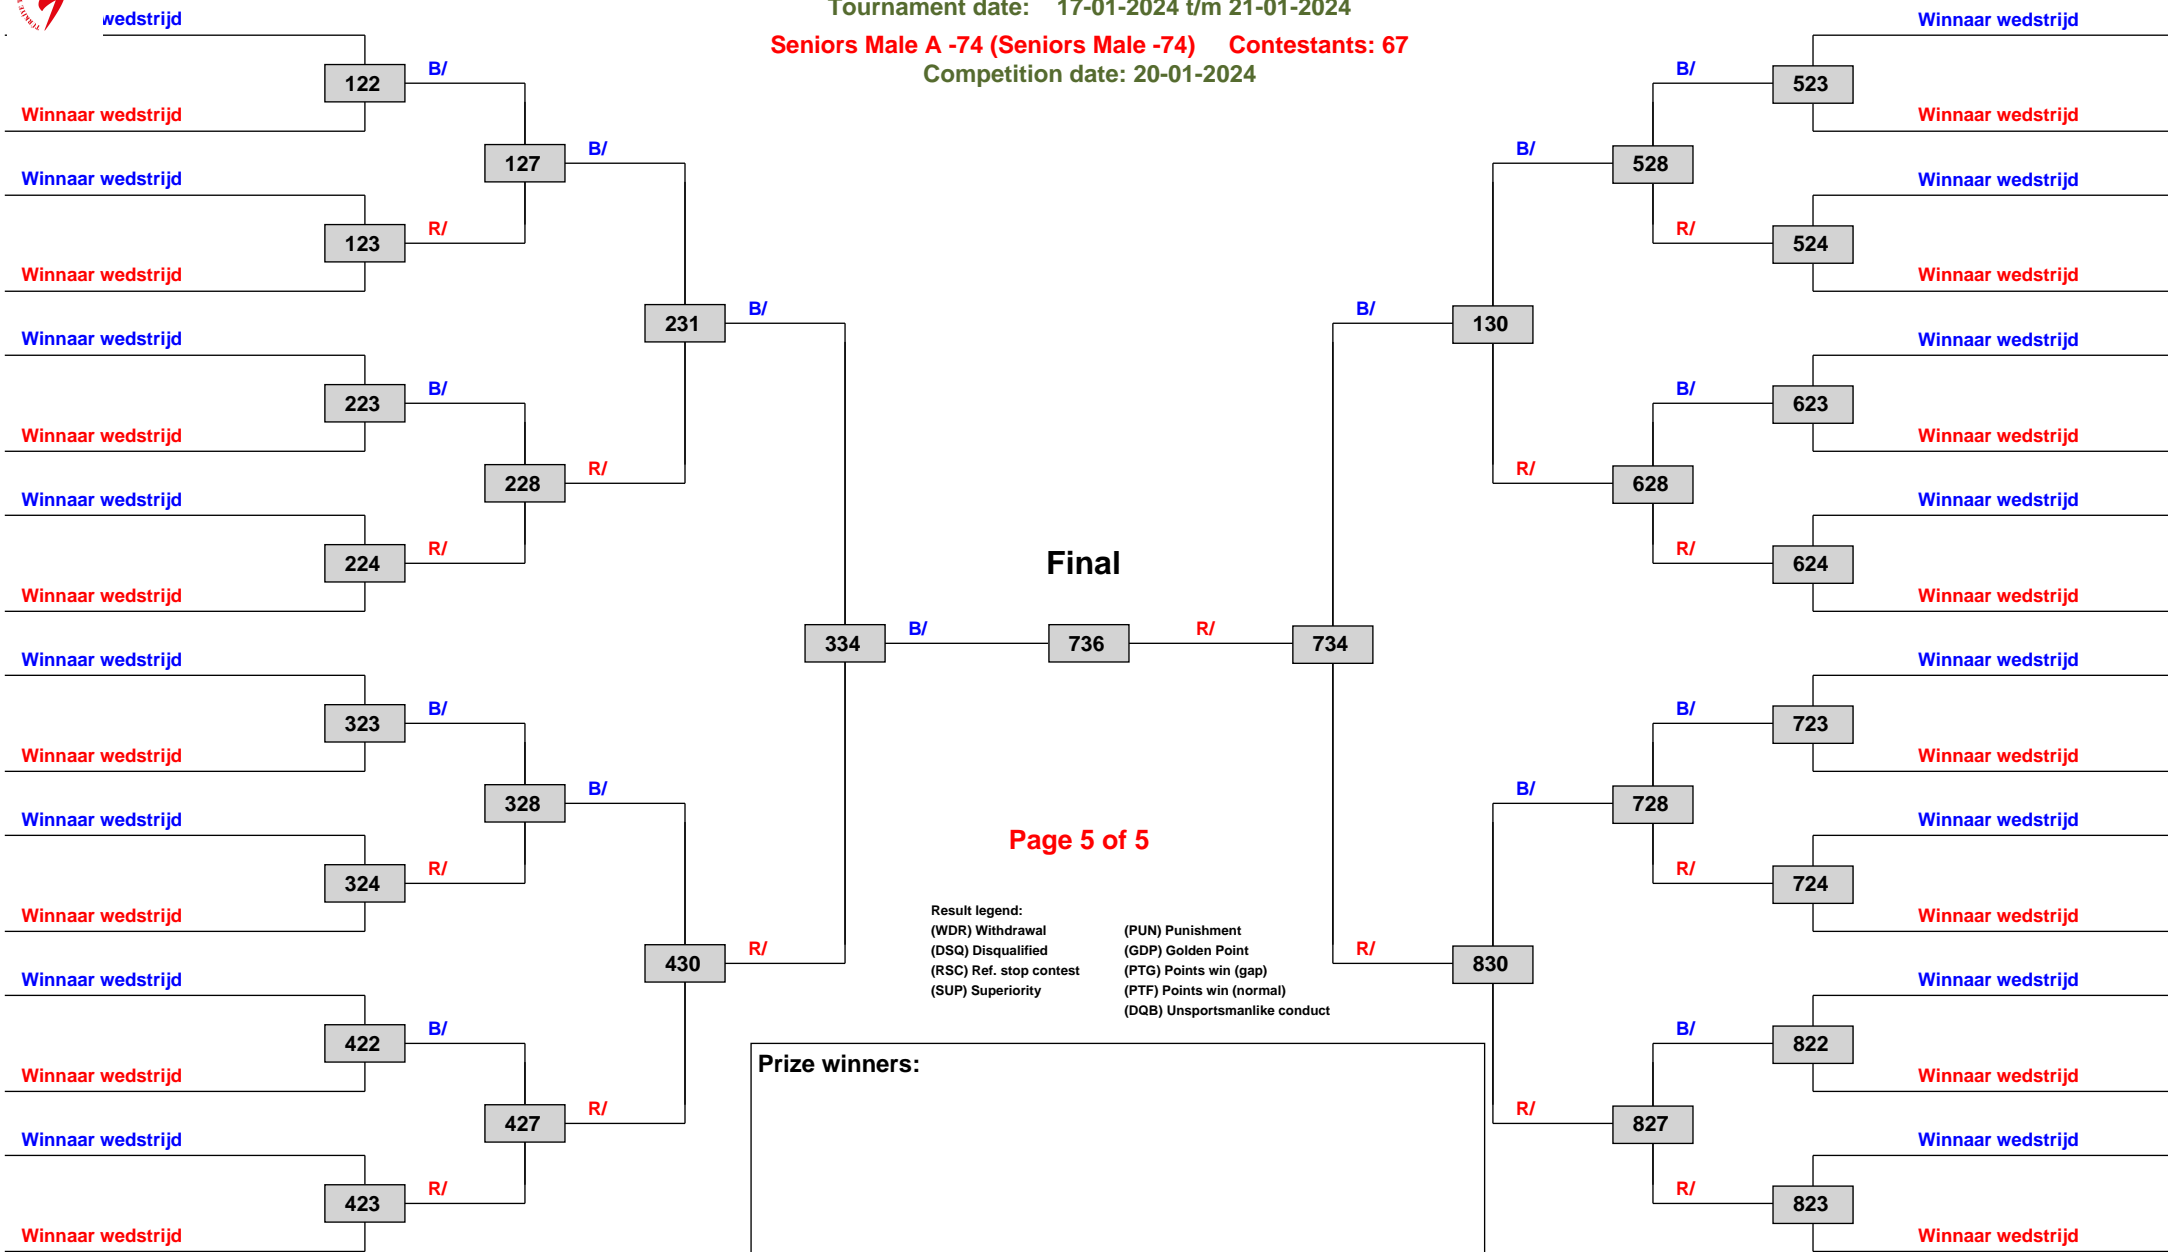 Tournament date: 17-01-2024 t/m 21-01-2024
Seniors Male A -74 (Seniors Male -74) Contestants: 67
Competition date: 20-01-2024
wedstrijd
122
B/
Winnaar wedstrijd
127
B/
Winnaar wedstrijd
123
R/
Winnaar wedstrijd
231
B/
Winnaar wedstrijd
223
B/
Winnaar wedstrijd
228
R/
Winnaar wedstrijd
224
R/
Winnaar wedstrijd
334
B/
Winnaar wedstrijd
323
B/
Winnaar wedstrijd
328
B/
Winnaar wedstrijd
324
R/
Winnaar wedstrijd
430
R/
Winnaar wedstrijd
422
B/
Winnaar wedstrijd
427
R/
Winnaar wedstrijd
423
R/
Winnaar wedstrijd
Final
736
R/
734
Page 5 of 5
Result legend:
(WDR) Withdrawal
(DSQ) Disqualified
(RSC) Ref. stop contest
(SUP) Superiority
(PUN) Punishment
(GDP) Golden Point
(PTG) Points win (gap)
(PTF) Points win (normal)
(DQB) Unsportsmanlike conduct
Prize winners:
Winnaar wedstrijd
B/
523
Winnaar wedstrijd
B/
528
Winnaar wedstrijd
R/
524
Winnaar wedstrijd
B/
130
Winnaar wedstrijd
B/
623
Winnaar wedstrijd
R/
628
Winnaar wedstrijd
R/
624
Winnaar wedstrijd
Winnaar wedstrijd
B/
723
Winnaar wedstrijd
B/
728
Winnaar wedstrijd
R/
724
Winnaar wedstrijd
R/
830
Winnaar wedstrijd
B/
822
Winnaar wedstrijd
R/
827
Winnaar wedstrijd
R/
823
Winnaar wedstrijd